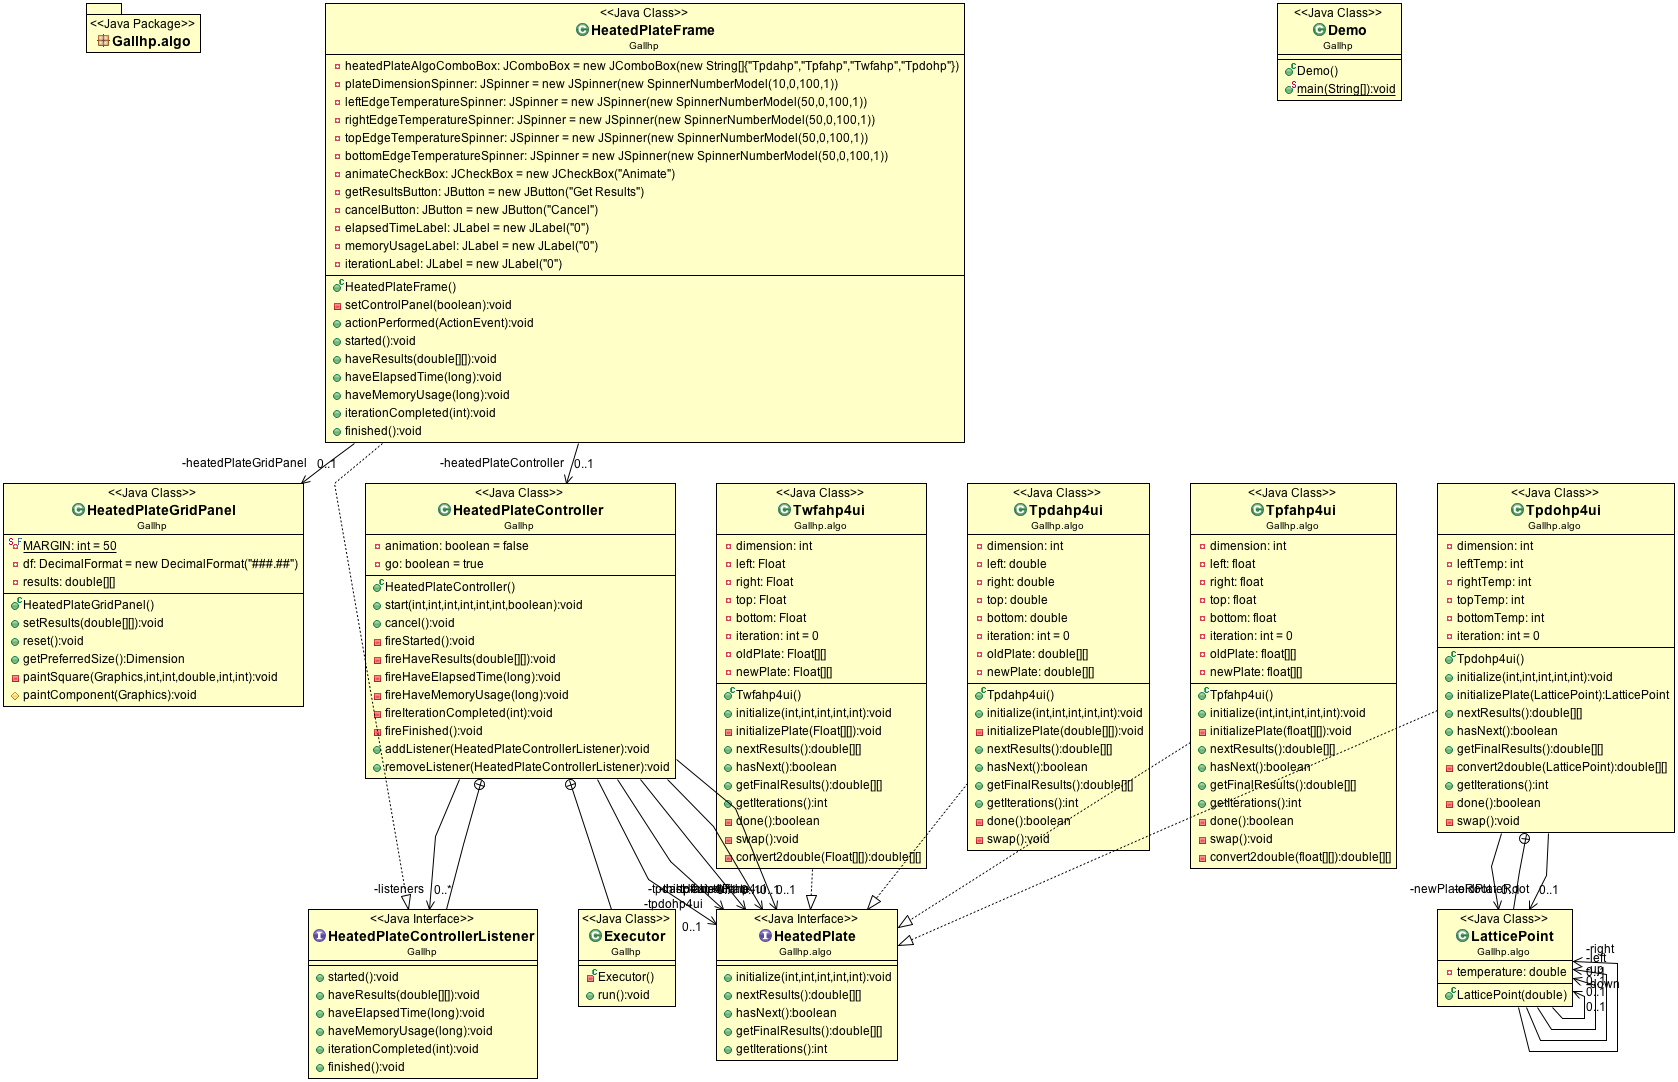 <<Java Package>>
Gallhp.algo
<<Java Class>>
HeatedPlateFrame
Gallhp
heatedPlateAlgoComboBox: JComboBox = new JComboBox(new String[]{"Tpdahp","Tpfahp","Twfahp","Tpdohp"})
plateDimensionSpinner: JSpinner = new JSpinner(new SpinnerNumberModel(10,0,100,1))
leftEdgeTemperatureSpinner: JSpinner = new JSpinner(new SpinnerNumberModel(50,0,100,1))
rightEdgeTemperatureSpinner: JSpinner = new JSpinner(new SpinnerNumberModel(50,0,100,1))
topEdgeTemperatureSpinner: JSpinner = new JSpinner(new SpinnerNumberModel(50,0,100,1))
bottomEdgeTemperatureSpinner: JSpinner = new JSpinner(new SpinnerNumberModel(50,0,100,1))
animateCheckBox: JCheckBox = new JCheckBox("Animate")
getResultsButton: JButton = new JButton("Get Results")
cancelButton: JButton = new JButton("Cancel")
elapsedTimeLabel: JLabel = new JLabel("0")
memoryUsageLabel: JLabel = new JLabel("0")
iterationLabel: JLabel = new JLabel("0")
HeatedPlateFrame()
setControlPanel(boolean):void
actionPerformed(ActionEvent):void
started():void
haveResults(double[][]):void
haveElapsedTime(long):void
haveMemoryUsage(long):void
iterationCompleted(int):void
finished():void
<<Java Class>>
Demo
Gallhp
Demo()
main(String[]):void
-heatedPlateGridPanel
0..1
-heatedPlateController
0..1
<<Java Class>>
HeatedPlateGridPanel
Gallhp
MARGIN: int = 50
df: DecimalFormat = new DecimalFormat("###.##")
results: double[][]
HeatedPlateGridPanel()
setResults(double[][]):void
reset():void
getPreferredSize():Dimension
paintSquare(Graphics,int,int,double,int,int):void
paintComponent(Graphics):void
<<Java Class>>
HeatedPlateController
Gallhp
animation: boolean = false
go: boolean = true
HeatedPlateController()
start(int,int,int,int,int,int,boolean):void
cancel():void
fireStarted():void
fireHaveResults(double[][]):void
fireHaveElapsedTime(long):void
fireHaveMemoryUsage(long):void
fireIterationCompleted(int):void
fireFinished():void
addListener(HeatedPlateControllerListener):void
removeListener(HeatedPlateControllerListener):void
<<Java Class>>
Twfahp4ui
Gallhp.algo
dimension: int
left: Float
right: Float
top: Float
bottom: Float
iteration: int = 0
oldPlate: Float[][]
newPlate: Float[][]
Twfahp4ui()
initialize(int,int,int,int,int):void
initializePlate(Float[][]):void
nextResults():double[][]
hasNext():boolean
getFinalResults():double[][]
getIterations():int
done():boolean
swap():void
convert2double(Float[][]):double[][]
<<Java Class>>
Tpdahp4ui
Gallhp.algo
dimension: int
left: double
right: double
top: double
bottom: double
iteration: int = 0
oldPlate: double[][]
newPlate: double[][]
Tpdahp4ui()
initialize(int,int,int,int,int):void
initializePlate(double[][]):void
nextResults():double[][]
hasNext():boolean
getFinalResults():double[][]
getIterations():int
done():boolean
swap():void
<<Java Class>>
Tpfahp4ui
Gallhp.algo
dimension: int
left: float
right: float
top: float
bottom: float
iteration: int = 0
oldPlate: float[][]
newPlate: float[][]
Tpfahp4ui()
initialize(int,int,int,int,int):void
initializePlate(float[][]):void
nextResults():double[][]
hasNext():boolean
getFinalResults():double[][]
getIterations():int
done():boolean
swap():void
convert2double(float[][]):double[][]
<<Java Class>>
Tpdohp4ui
Gallhp.algo
dimension: int
leftTemp: int
rightTemp: int
topTemp: int
bottomTemp: int
iteration: int = 0
Tpdohp4ui()
initialize(int,int,int,int,int):void
initializePlate(LatticePoint):LatticePoint
nextResults():double[][]
hasNext():boolean
getFinalResults():double[][]
convert2double(LatticePoint):double[][]
getIterations():int
done():boolean
swap():void
-listeners
0..*
-tpdohp4ui
0..1
0..1
0..1
<<Java Interface>>
HeatedPlateControllerListener
Gallhp
started():void
haveResults(double[][]):void
haveElapsedTime(long):void
haveMemoryUsage(long):void
iterationCompleted(int):void
finished():void
<<Java Class>>
Executor
Gallhp
Executor()
run():void
<<Java Interface>>
HeatedPlate
Gallhp.algo
initialize(int,int,int,int,int):void
nextResults():double[][]
hasNext():boolean
getFinalResults():double[][]
getIterations():int
<<Java Class>>
LatticePoint
Gallhp.algo
temperature: double
LatticePoint(double)
-right
-left
-up
-down
0..1
0..1